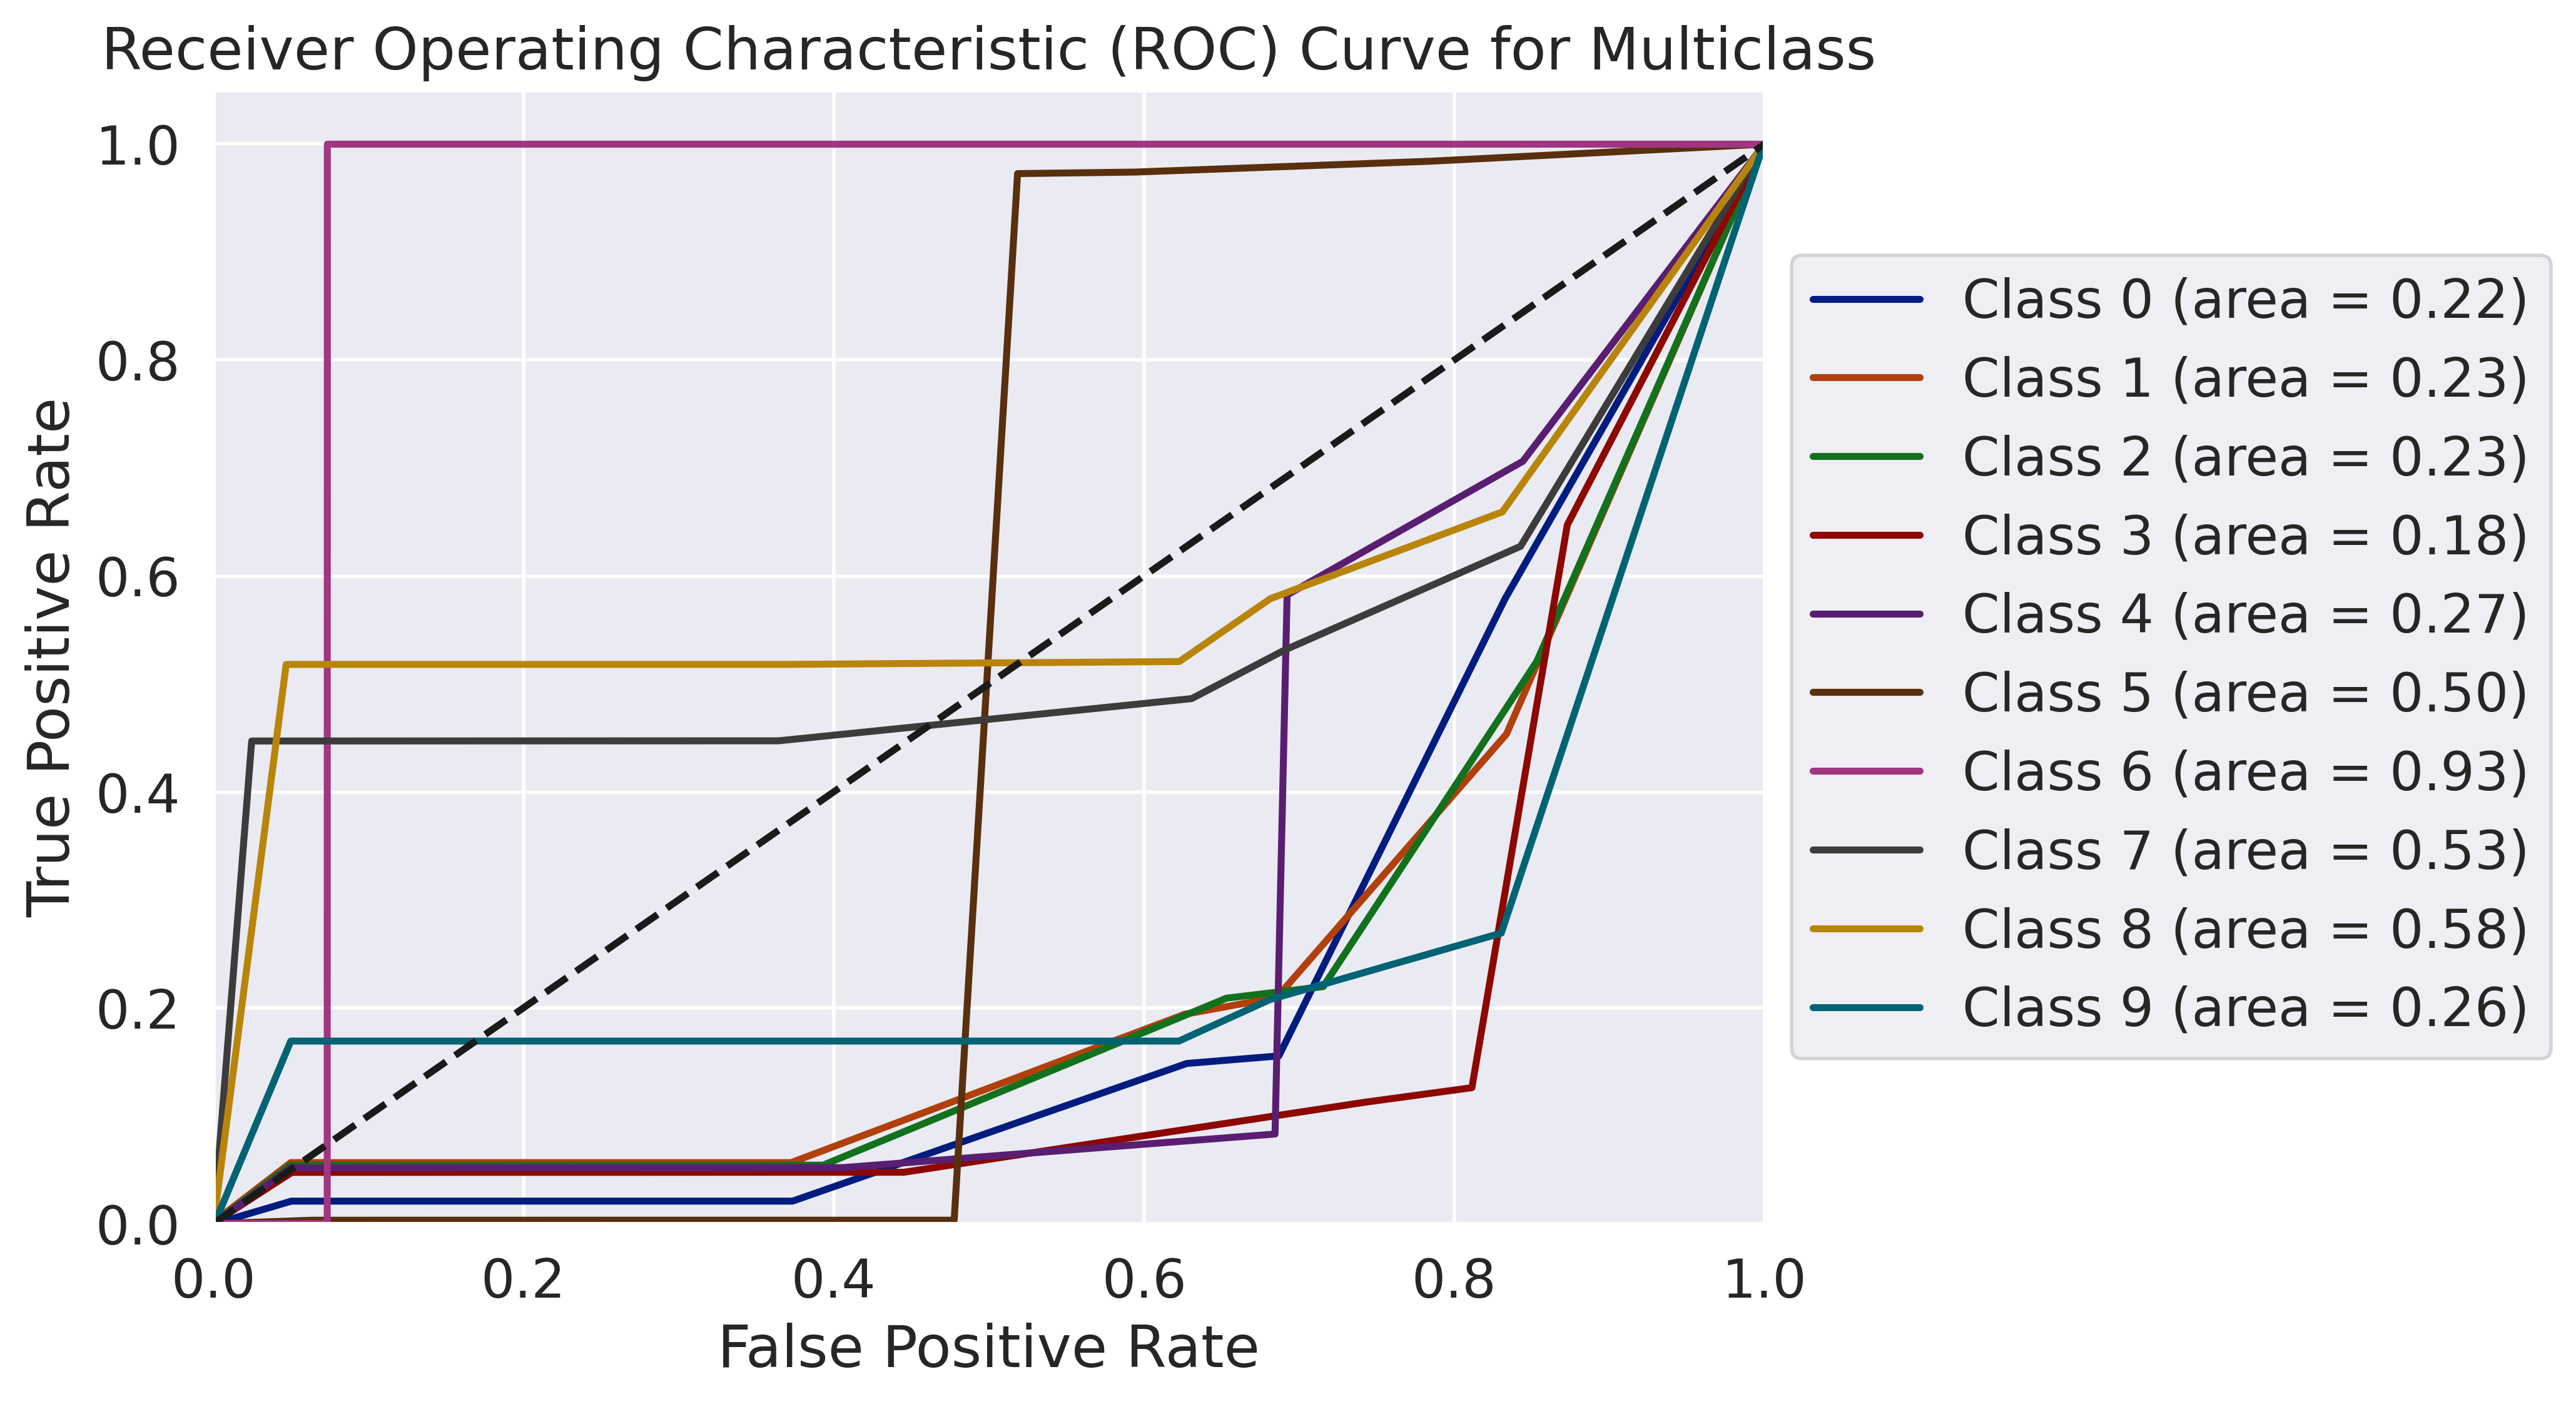 Receiver Operating Characteristic (ROC) Curve for Multiclass
1.0
0.8
0.6
0.4
0.2
0.0
True Positive Rate
0.0 0.2 0.4 0.6 0.8 1.0
False Positive Rate
Class 0 (area = 0.22)
Class 1 (area = 0.23)
Class 2 (area = 0.23)
Class 3 (area = 0.18)
Class 4 (area = 0.27)
Class 5 (area = 0.50)
Class 6 (area = 0.93)
Class 7 (area = 0.53)
Class 8 (area = 0.58)
Class 9 (area = 0.26)